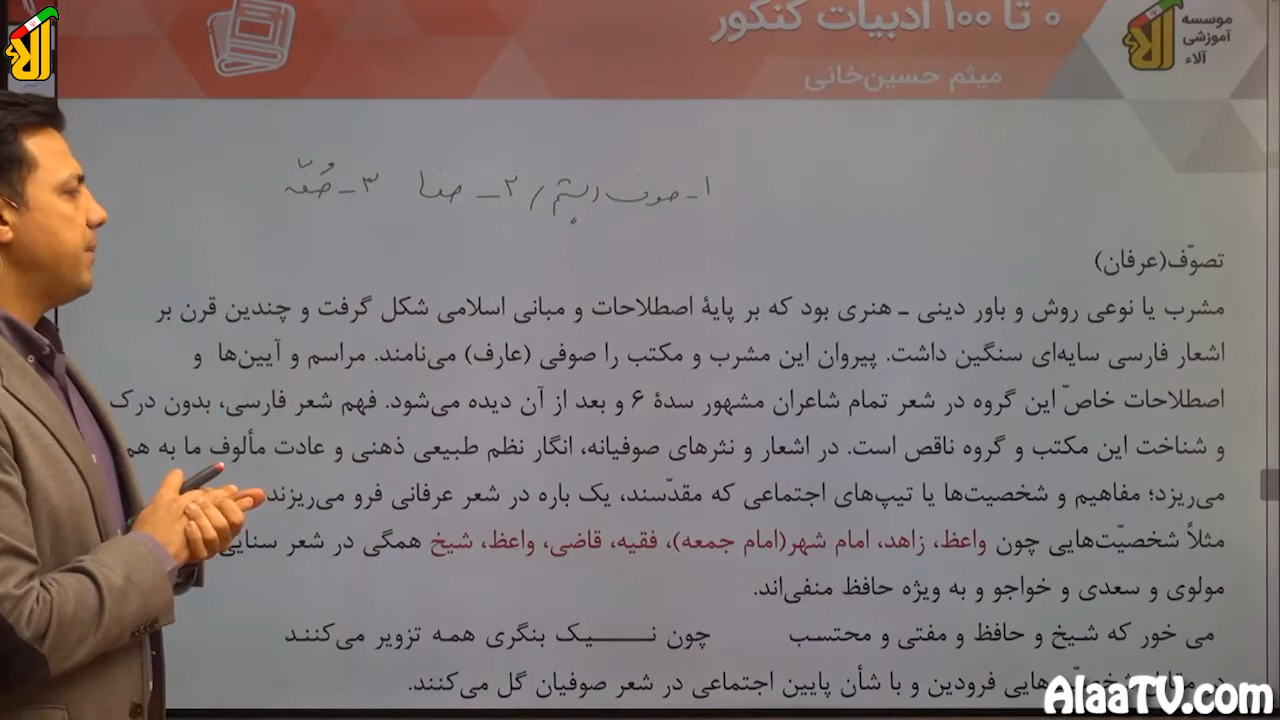 ۰ تا ۱۰۰ ادبیات کنکور
میثم حسین‌خانی
موسسه
آموزشی
آلاء
۱- صوف (پشم) ۲- صفا ۳- صُفّه
تصوّف(عرفان)
مشرب یا نوعی روش و باور دینی ـ هنری بود که بر پایهٔ اصطلاحات و مبانی اسلامی شکل گرفت و چندین قرن بر
اشعار فارسی سایه‌ای سنگین داشت. پیروان این مشرب و مکتب را صوفی (عارف) می‌نامند. مراسم و آیین‌ها و
اصطلاحات خاصّ این گروه در شعر تمام شاعران مشهور سدهٔ ۶ و بعد از آن دیده می‌شود. فهم شعر فارسی، بدون درک
و شناخت این مکتب و گروه ناقص است. در اشعار و نثرهای صوفیانه، انگار نظم طبیعی ذهنی و عادت مألوف ما به هم
می‌ریزد؛ مفاهیم و شخصیت‌ها یا تیپ‌های اجتماعی که مقدّسند، یک باره در شعر عرفانی فرو می‌ریزند
مثلاً شخصیّت‌هایی چون واعظ، زاهد، امام شهر(امام جمعه)، فقیه، قاضی، واعظ، شیخ همگی در شعر سنایی
مولوی و سعدی و خواجو و به ویژه حافظ منفی‌اند.
می خور که شیخ و حافظ و مفتی و محتسب چون نـــــیک بنگری همه تزویر می‌کنند
هایی فرودین و با شأن پایین اجتماعی در شعر صوفیان گل می‌کنند.
AlaaTV.com